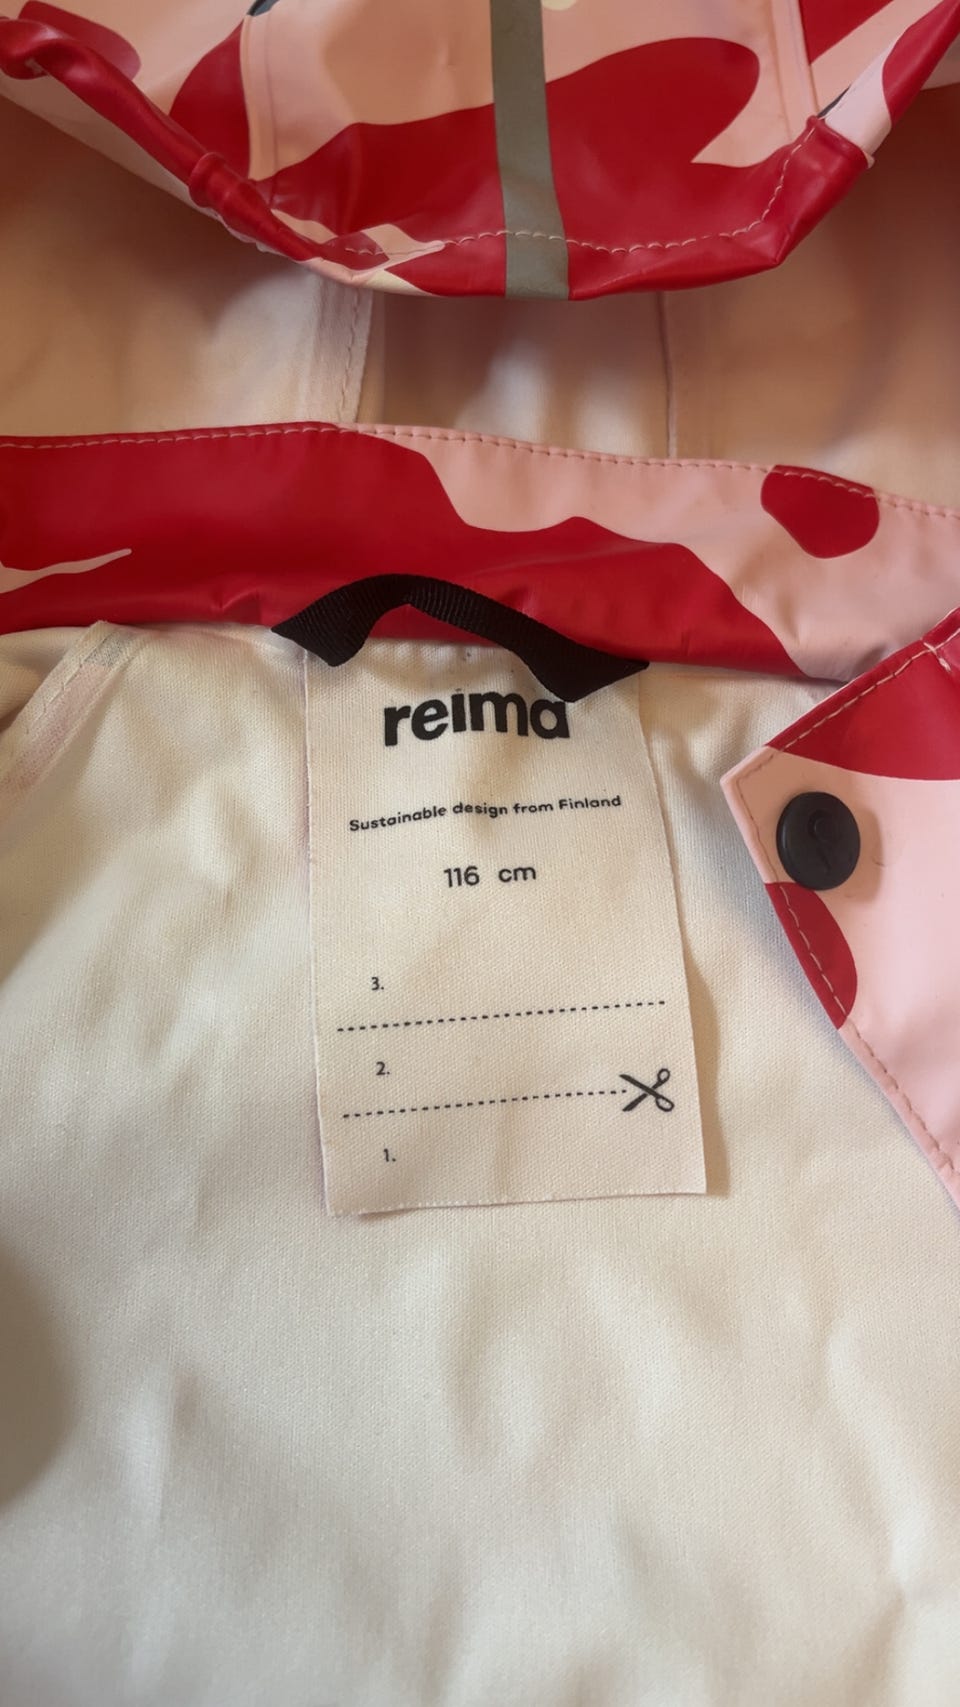 reima
Sustainable design from Finland
116 cm
3.
2.
1.